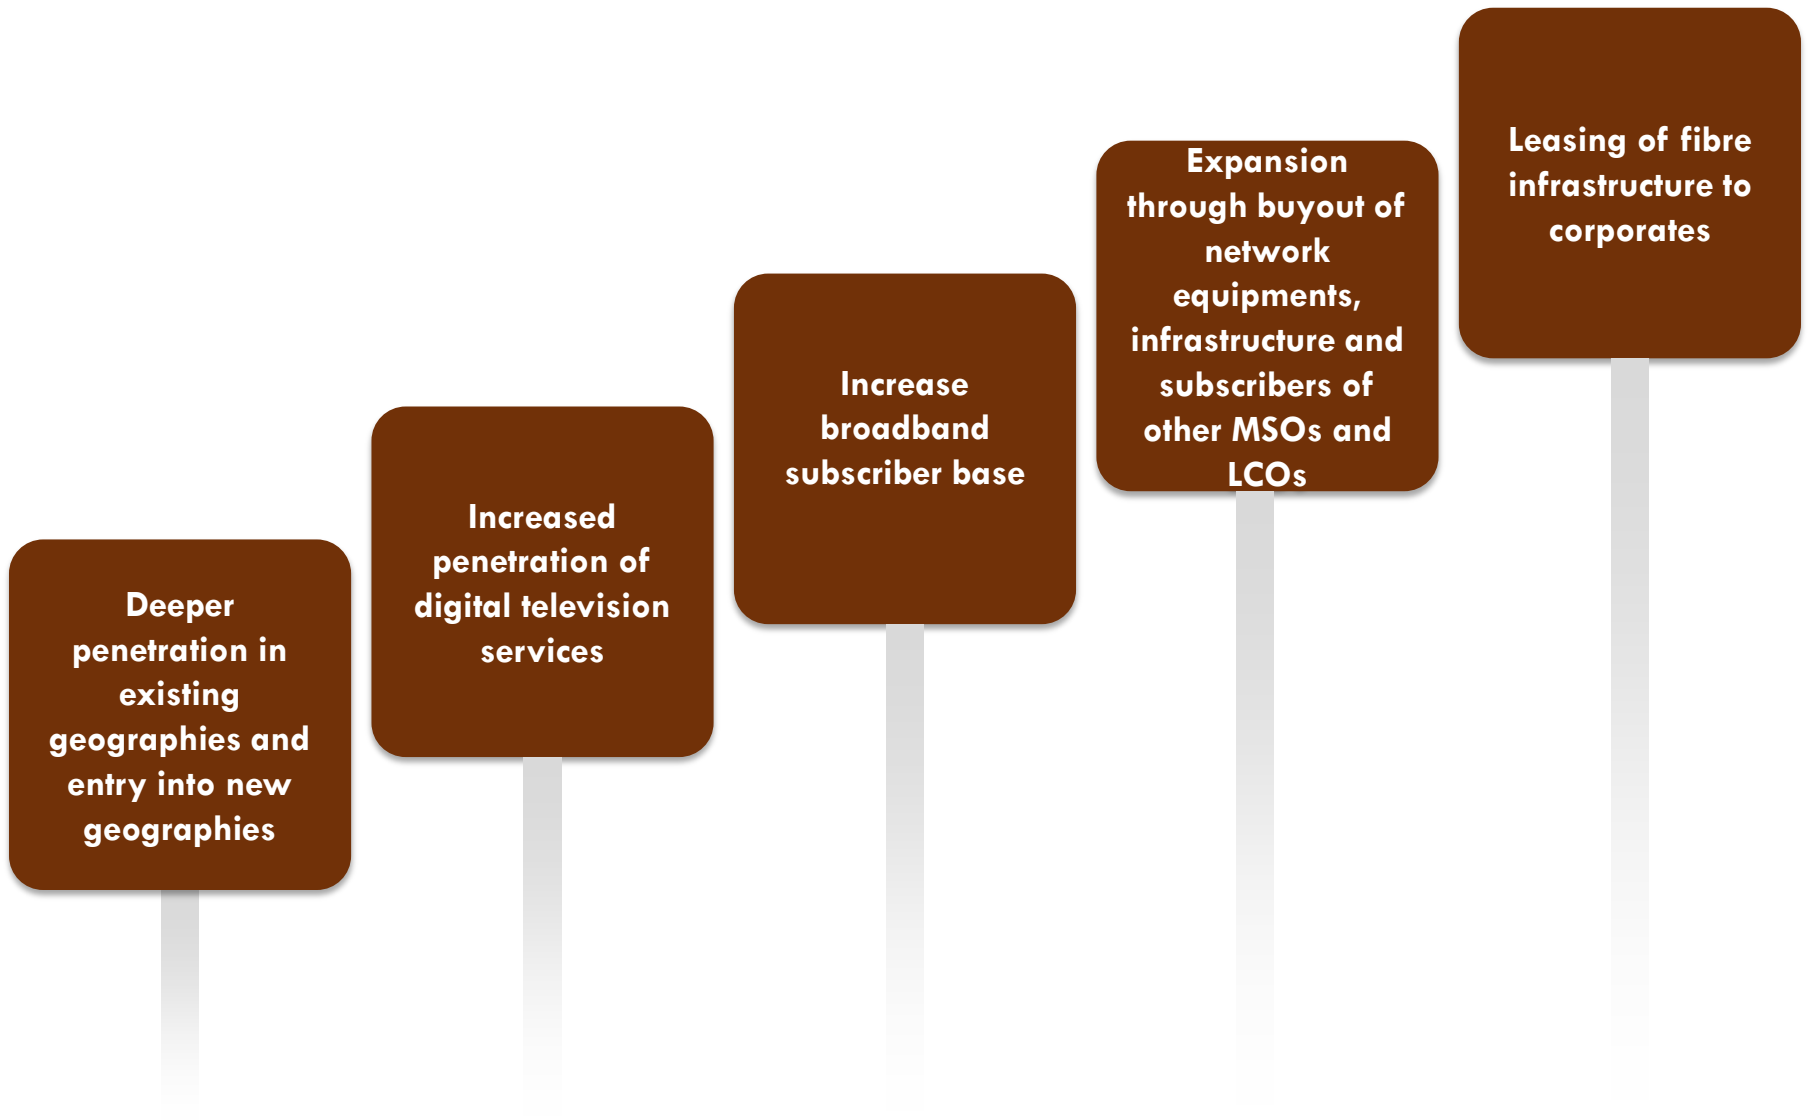 Deeper
penetration in
existing
geographies and
entry into new
geographies
Increased
penetration of
digital television
services
Increase
broadband
subscriber base
Expansion
through buyout of
network
equipments,
infrastructure and
subscribers of
other MSOs and
LCOs
Leasing of fibre
infrastructure to
corporates